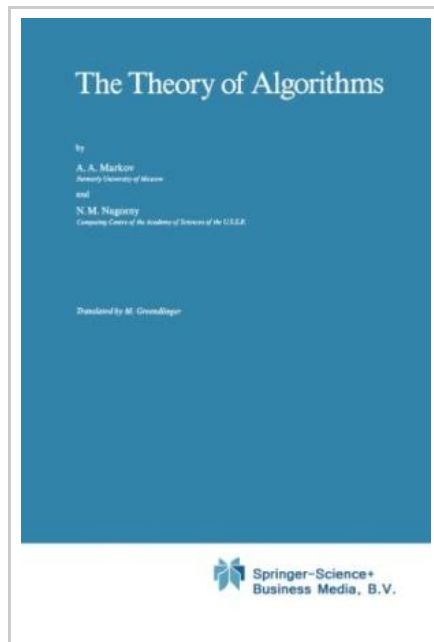 The Theory of Algorithms
by
A. A. Markov
Formerly University of Moscow
and
N. M. Nagorny
Computing Centre of the Academy of Sciences of the U.S.S.R.
Translated by M. Greendlinger
Springer-Science+
Business Media, B.V.